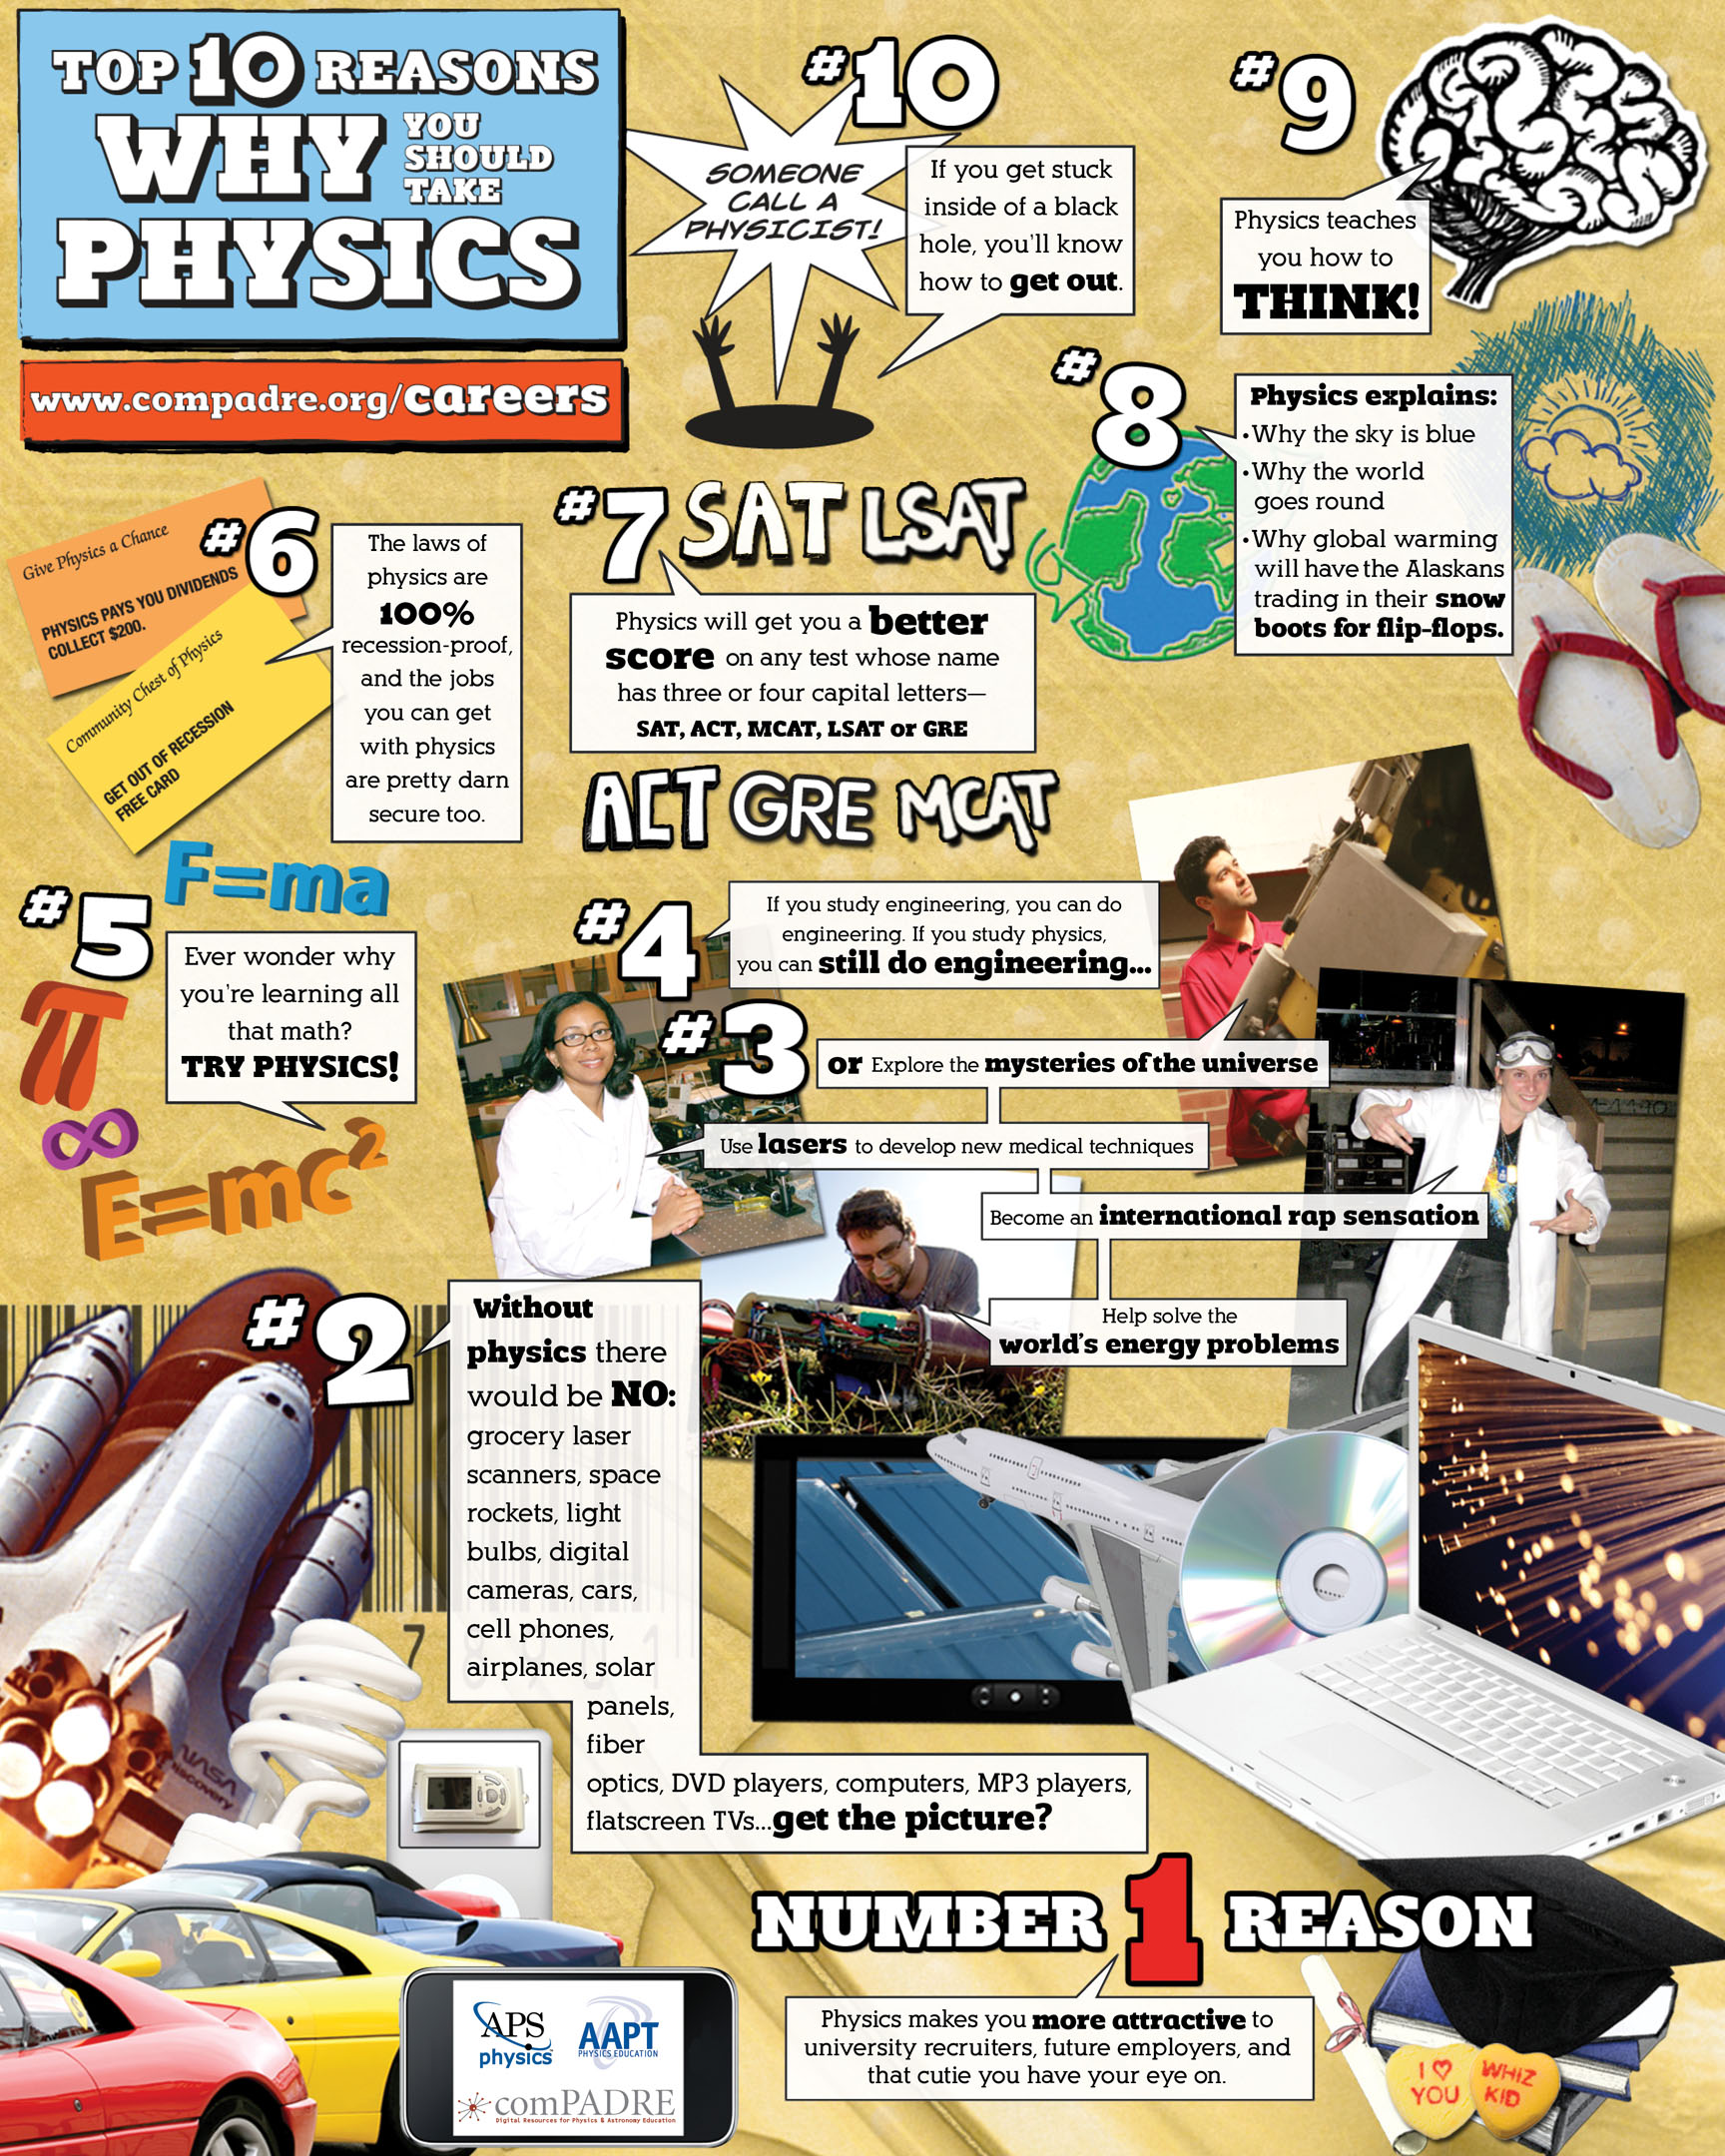 TOP 10 REASONS
WHY YOU
SHOULD
TAKE
PHYSICS
www.compadre.org/careers
#10
SOMEONE
CALL A
PHYSICIST!
If you get stuck
inside of a black
hole, you'll know
how to get out.
#9
Physics teaches
you how to
THINK!
#8
Physics explains:
•Why the sky is blue
•Why the world
goes round
•Why global warming
will have the Alaskans
trading in their snow
boots for flip-flops.
#7 SAT LSAT
Physics will get you a better
score on any test whose name
has three or four capital letters—
SAT, ACT, MCAT, LSAT or GRE
ACT GRE MCAT
#6
Give Physics a Chance
PHYSICS PAYS YOU DIVIDENDS
COLLECT $200.
Community Chest of Physics
GET OUT OF RECESSION
FREE CARD
The laws of
physics are
100%
recession-proof,
and the jobs
you can get
with physics
are pretty darn
secure too.
#5
F=ma
Ever wonder why
you're learning all
that math?
TRY PHYSICS!
π
∞
E=mc²
#4
If you study engineering, you can do
engineering. If you study physics,
you can still do engineering...
#3
or Explore the mysteries of the universe
Use lasers to develop new medical techniques
Become an international rap sensation
Help solve the
world's energy problems
#2
Without
physics there
would be NO:
grocery laser
scanners, space
rockets, light
bulbs, digital
cameras, cars,
cell phones,
airplanes, solar
panels,
fiber
optics, DVD players, computers, MP3 players,
flatscreen TVs...get the picture?
7
NASA
Discovery
NUMBER 1 REASON
Physics makes you more attractive to
university recruiters, future employers, and
that cutie you have your eye on.
I ♥
YOU
WHIZ
KID
APS
physics
AAPT
PHYSICS EDUCATION
comPADRE
Digital Resources for Physics & Astronomy Education